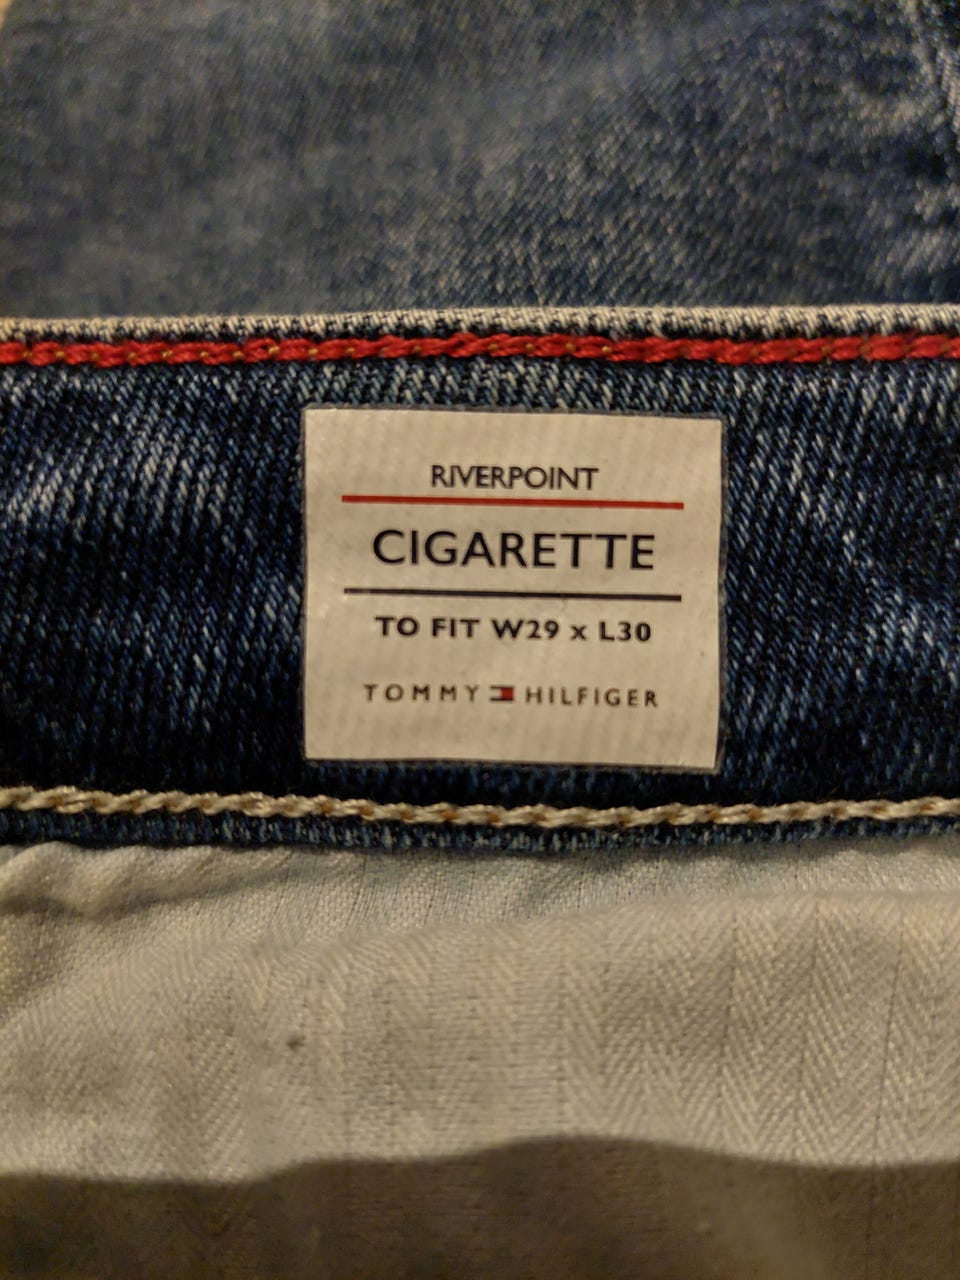 RIVERPOINT
CIGARETTE
TO FIT W29 x L30
TOMMY HILFIGER